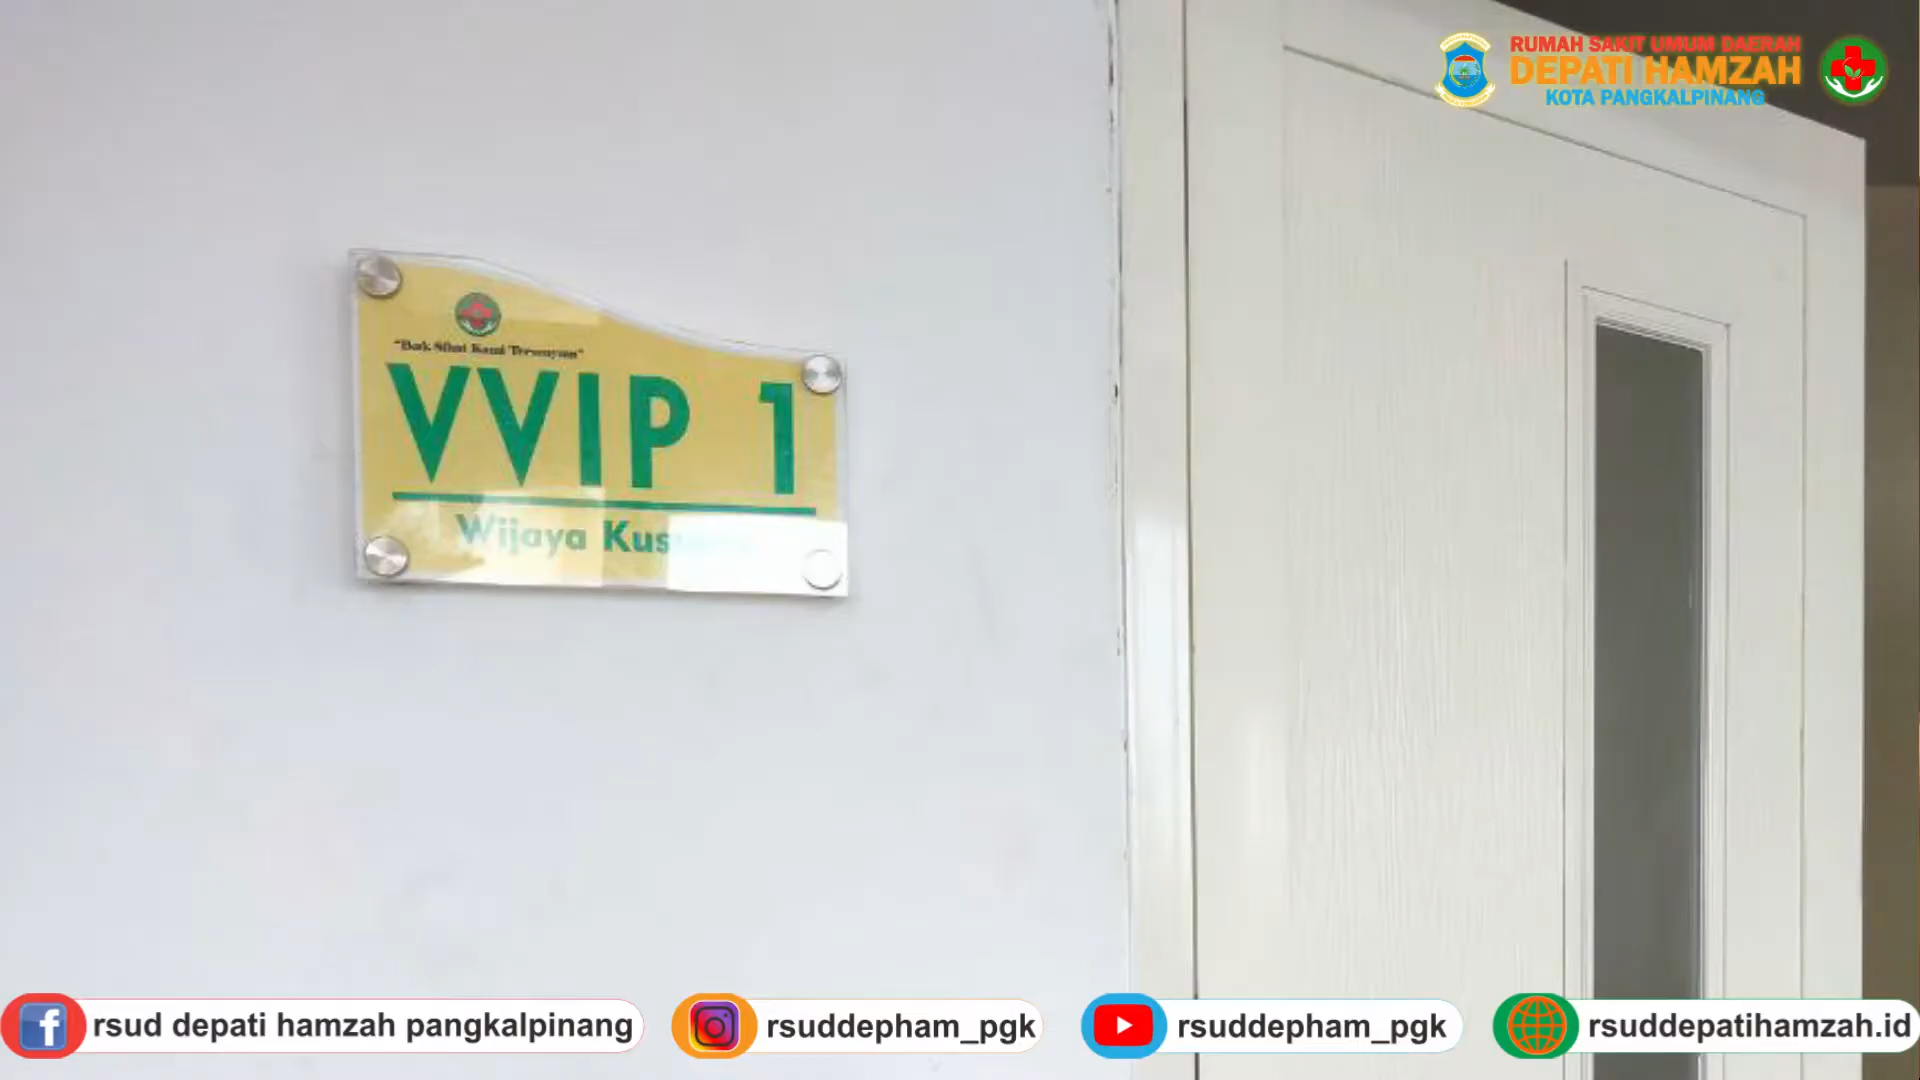 RUMAH SAKIT UMUM DAERAH
DEPATI HAMZAH
KOTA PANGKALPINANG
VVIP 1
Wijaya
rsud depati hamzah pangkalpinang
rsuddepham_pgk
rsuddepham_pgk
rsuddepatihamzah.id